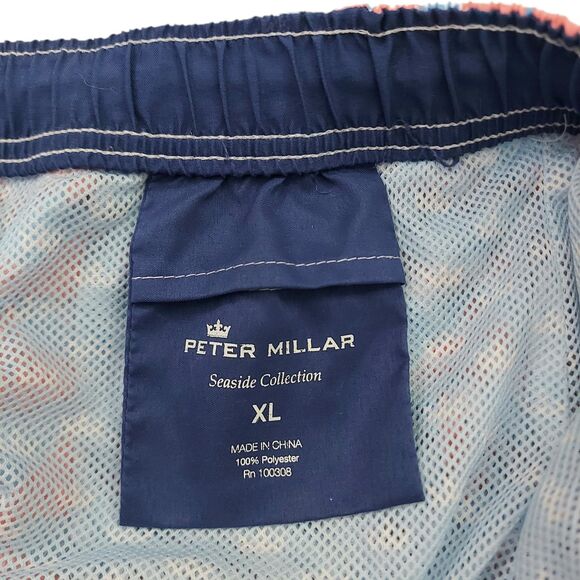 PETER MILLAR
Seaside Collection
XL
MADE IN CHINA
100% Polyester
Rn 100308